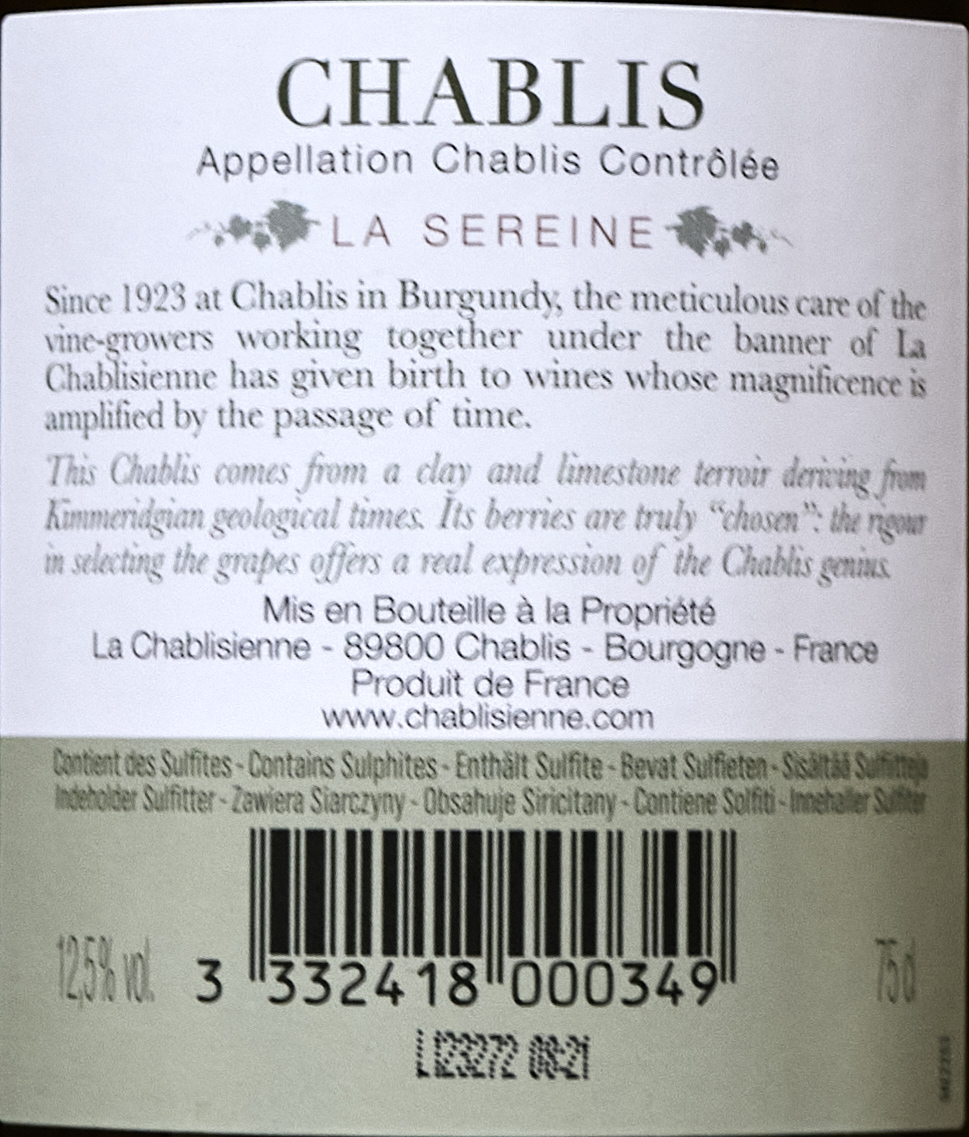 CHABLIS
Appellation Chablis Contrôlée
LA SEREINE
Since 1923 at Chablis in Burgundy, the meticulous care of the
vine-growers working together under the banner of La
Chablisienne has given birth to wines whose magnificence is
amplified by the passage of time.
This Chablis comes from a clay and limestone terroir deriving from
Kimmeridgian geological times. Its berries are truly “chosen”: the rigour
in selecting the grapes offers a real expression of the Chablis genius.
Mis en Bouteille à la Propriété
La Chablisienne - 89800 Chablis - Bourgogne - France
Produit de France
www.chablisienne.com
Contient des Sulfites - Contains Sulphites - Enthält Sulfite - Bevat Sulfieten - Sisältää Sulfiitteja
Indeholder Sulfitter - Zawiera Siarczyny - Obsahuje Siricitany - Contiene Solfiti - Innehaller Sulfiter
12,5% vol. 75cl
3 332418 000349
L123272 08:21